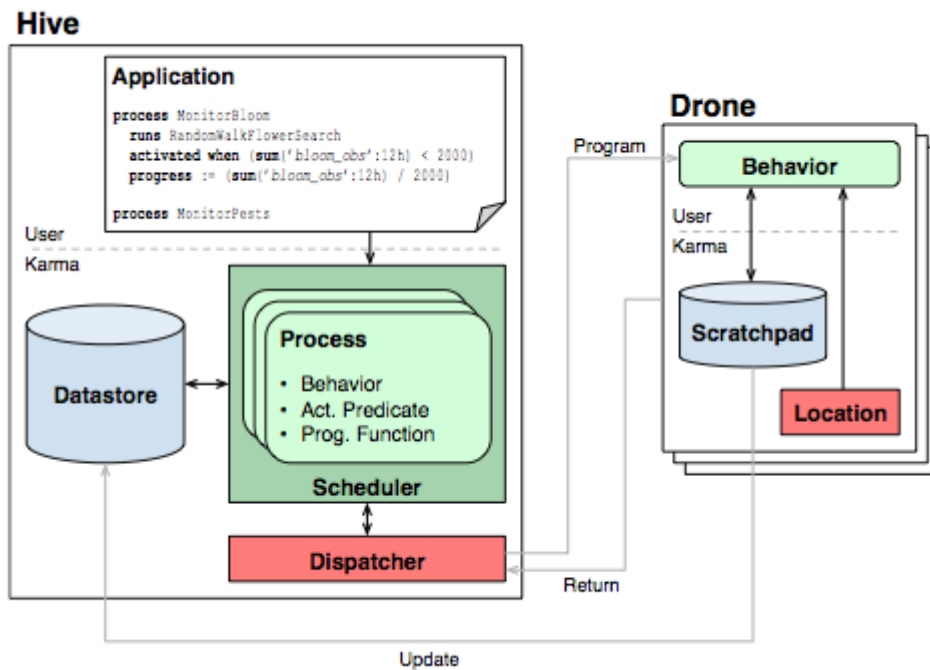 Hive
Application
process MonitorBloom
runs RandomWalkFlowerSearch
activated when (sum('bloom_obs':12h) < 2000)
progress := (sum('bloom_obs':12h) / 2000)
process MonitorPests
User
Karma
Datastore
Process
• Behavior
• Act. Predicate
• Prog. Function
Scheduler
Dispatcher
Drone
Program
Behavior
User
Karma
Scratchpad
Location
Return
Update